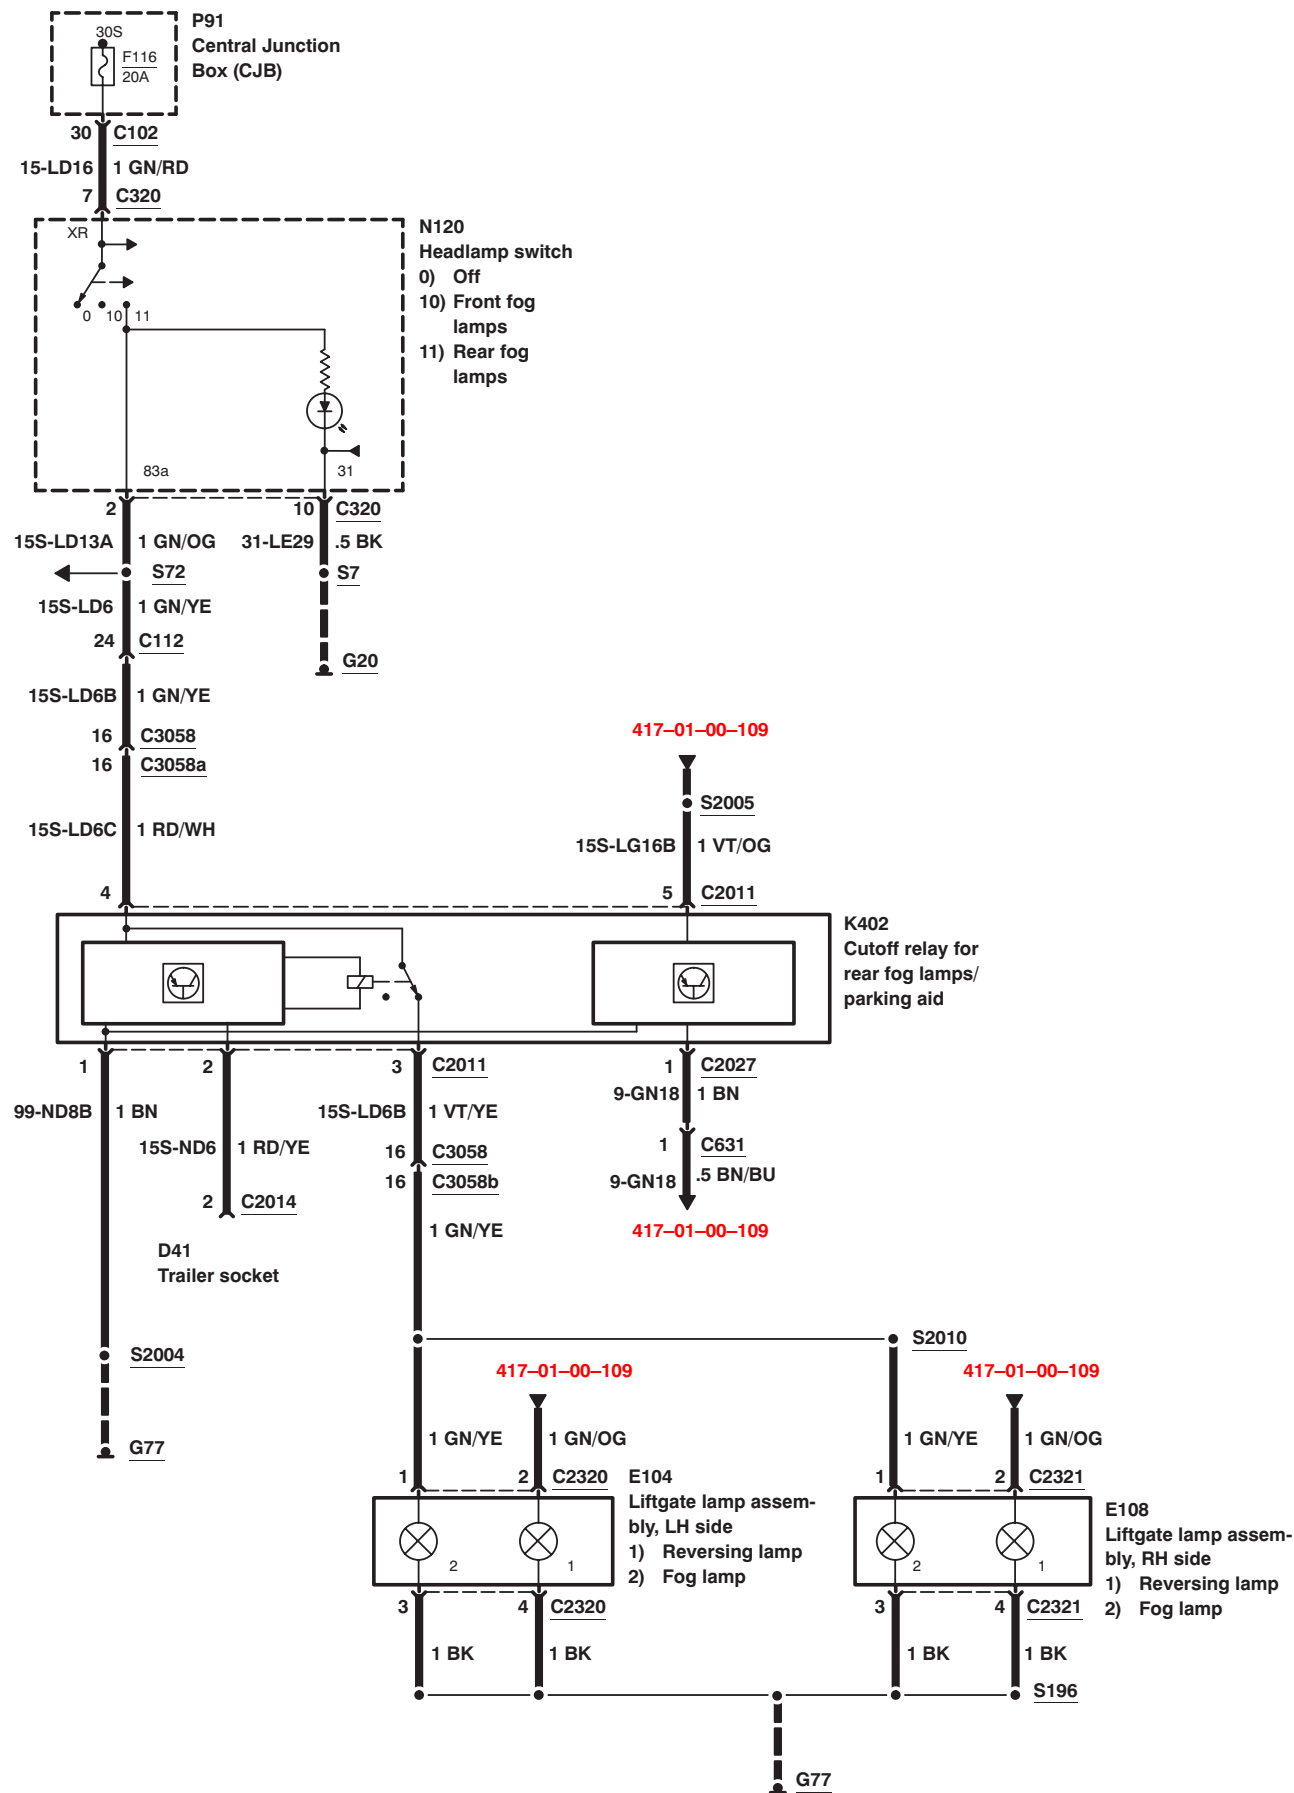 P91
30S
Central Junction
F116
Box (CJB)
20A
30 C102
15-LD16 1 GN/RD
7 C320
XR
N120
Headlamp switch
0) Off
10) Front fog
lamps
11) Rear fog
lamps
0 10 11
83a 31
2 10 C320
15S-LD13A 1 GN/OG 31-LE29 .5 BK
S72 S7
15S-LD6 1 GN/YE
24 C112
G20
15S-LD6B 1 GN/YE
417–01–00–109
16 C3058
16 C3058a
S2005
15S-LD6C 1 RD/WH
15S-LG16B 1 VT/OG
4 5 C2011
K402
Cutoff relay for
rear fog lamps/
parking aid
1 2 3 C2011 1 C2027
9-GN18 1 BN
99-ND8B 1 BN 15S-LD6B 1 VT/YE
15S-ND6 1 RD/YE 16 C3058 1 C631
16 C3058b 9-GN18 .5 BN/BU
2 C2014
1 GN/YE 417–01–00–109
D41
Trailer socket
S2010
S2004
417–01–00–109 417–01–00–109
G77
1 GN/YE 1 GN/OG 1 GN/YE 1 GN/OG
1 2 C2320 E104 1 2 C2321
Liftgate lamp assem-
bly, LH side
1) Reversing lamp
2) Fog lamp
E108
Liftgate lamp assem-
bly, RH side
1) Reversing lamp
2) Fog lamp
2 1 2 1
3 4 C2320 3 4 C2321
1 BK 1 BK 1 BK 1 BK
S196
G77